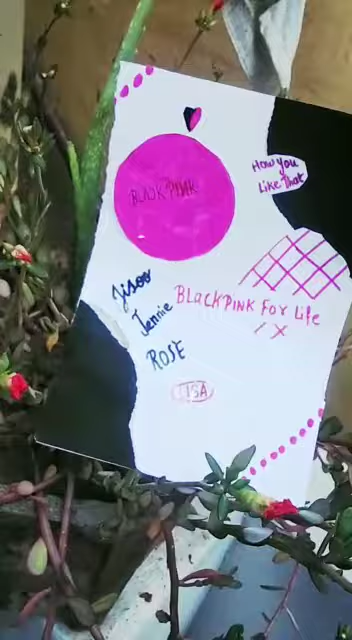 BLACKPINK
How you
Like That
Jisoo
Jennie
BlackPINK For Life
ROSE
LISA